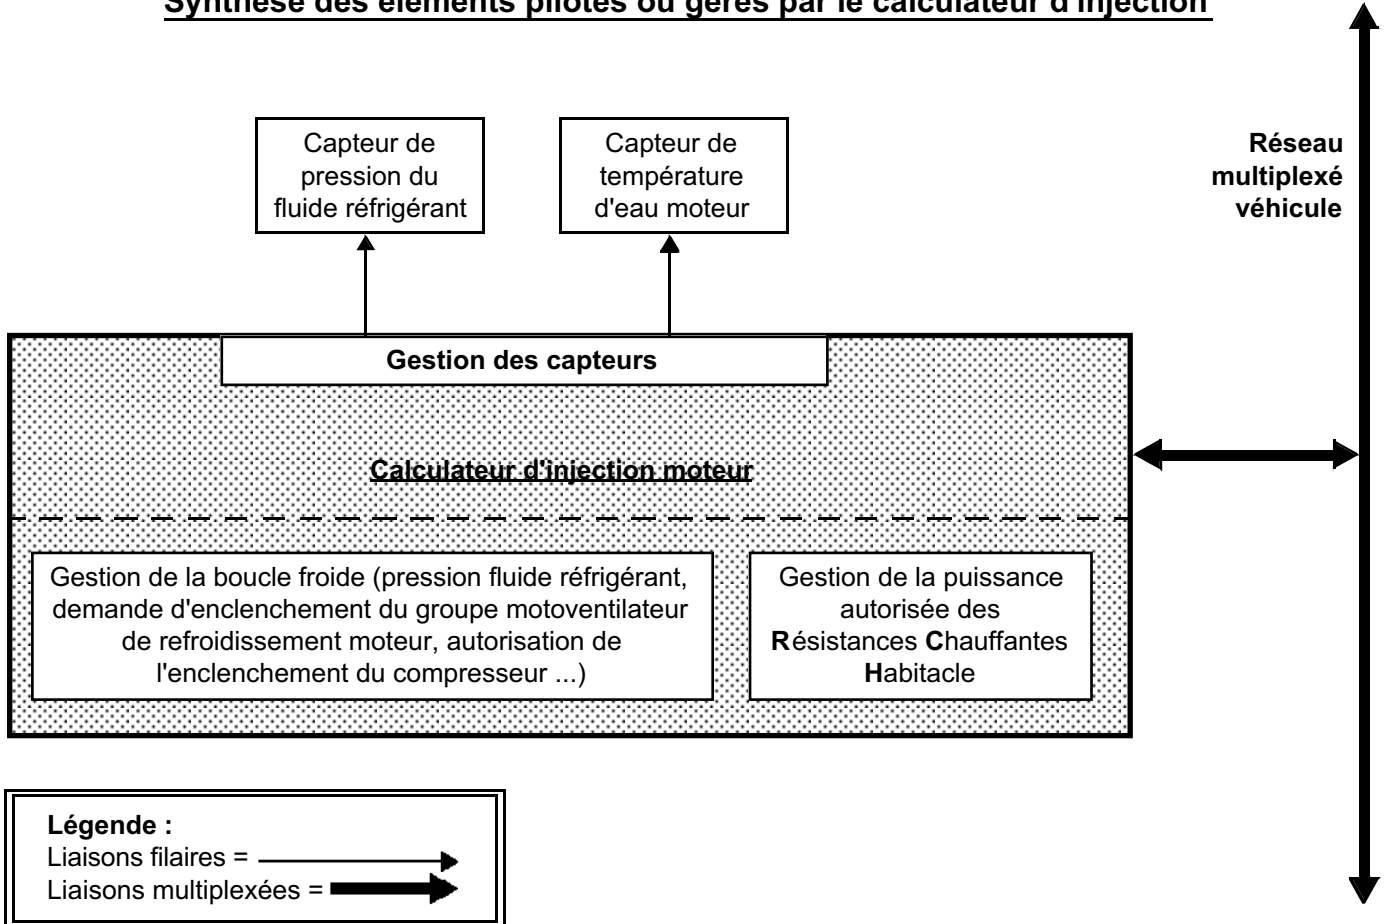 Synthèse des éléments pilotés ou gérés par le calculateur d'injection
Capteur de
pression du
fluide réfrigérant
Capteur de
température
d'eau moteur
Réseau
multiplexé
véhicule
Gestion des capteurs
Calculateur d'injection moteur
Gestion de la boucle froide (pression fluide réfrigérant,
demande d'enclenchement du groupe motoventilateur
de refroidissement moteur, autorisation de
l'enclenchement du compresseur ...)
Gestion de la puissance
autorisée des
Résistances Chauffantes
Habitacle
Légende :
Liaisons filaires =
Liaisons multiplexées =